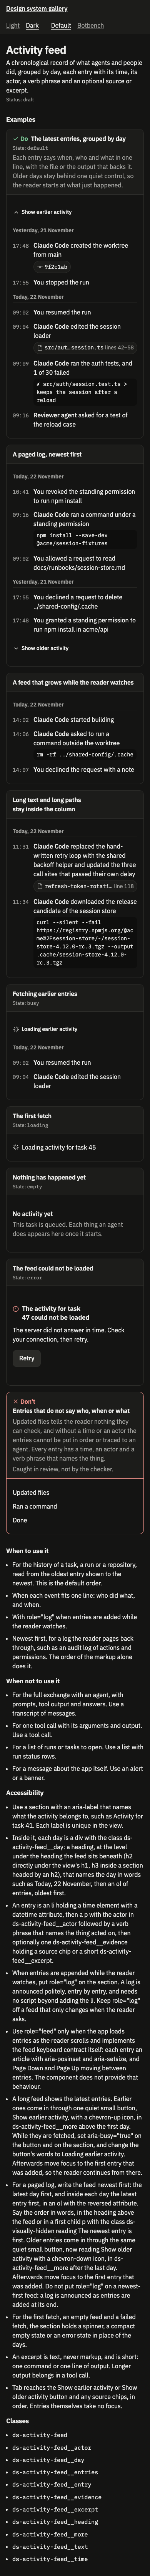 Design system gallery
Light Dark Default Botbench
Activity feed
A chronological record of what agents and people
did, grouped by day, each entry with its time, its
actor, a verb phrase and an optional source or
excerpt.
Status: draft
Examples
Do The latest entries, grouped by day
State: default
Each entry says when, who and what in one
line, with the file or the output that backs it.
Older days stay behind one quiet control, so
the reader starts at what just happened.
Show earlier activity
Yesterday, 21 November
17:48 Claude Code created the worktree
from main
9f2c1ab
17:55 You stopped the run
Today, 22 November
09:02 You resumed the run
09:04 Claude Code edited the session
loader
src/aut…session.ts lines 42–58
09:09 Claude Code ran the auth tests, and
1 of 30 failed
# src/auth/session.test.ts >
keeps the session after a
reload
09:16 Reviewer agent asked for a test of
the reload case
A paged log, newest first
Today, 22 November
10:41 You revoked the standing permission
to run npm install
09:16 Claude Code ran a command under a
standing permission
npm install --save-dev
@acme/session-fixtures
09:02 You allowed a request to read
docs/runbooks/session-store.md
Yesterday, 21 November
17:55 You declined a request to delete
../shared-config/.cache
17:48 You granted a standing permission to
run npm install in acme/api
Show older activity
A feed that grows while the reader watches
Today, 22 November
14:02 Claude Code started building
14:06 Claude Code asked to run a
command outside the worktree
rm -rf ../shared-config/.cache
14:07 You declined the request with a note
Long text and long paths
stay inside the column
Today, 22 November
11:31 Claude Code replaced the hand-
written retry loop with the shared
backoff helper and updated the three
call sites that passed their own delay
refresh-token-rotati… line 118
11:34 Claude Code downloaded the release
candidate of the session store
curl --silent --fail
https://registry.npmjs.org/@ac
me%2Fsession-store/-/session-
store-4.12.0-rc.3.tgz --output
.cache/session-store-4.12.0-
rc.3.tgz
Fetching earlier entries
State: busy
Loading earlier activity
Today, 22 November
09:02 You resumed the run
09:04 Claude Code edited the session
loader
The first fetch
State: loading
Loading activity for task 45
Nothing has happened yet
State: empty
No activity yet
This task is queued. Each thing an agent
does appears here once it starts.
The feed could not be loaded
State: error
The activity for task
47 could not be loaded
The server did not answer in time. Check
your connection, then retry.
Retry
Don't
Entries that do not say who, when or what
Updated files tells the reader nothing they
can check, and without a time or an actor the
entries cannot be put in order or traced to an
agent. Every entry has a time, an actor and a
verb phrase that names the thing.
Caught in review, not by the checker.
Updated files
Ran a command
Done
When to use it
For the history of a task, a run or a repository,
read from the oldest entry shown to the
newest. This is the default order.
When each event fits one line: who did what,
and when.
With role="log" when entries are added while
the reader watches.
Newest first, for a log the reader pages back
through, such as an audit log of actions and
permissions. The order of the markup alone
does it.
When not to use it
For the full exchange with an agent, with
prompts, tool output and answers. Use a
transcript of messages.
For one tool call with its arguments and output.
Use a tool call.
For a list of runs or tasks to open. Use a list with
run status rows.
For a message about the app itself. Use an alert
or a banner.
Accessibility
Use a section with an aria-label that names
what the activity belongs to, such as Activity for
task 41. Each label is unique in the view.
Inside it, each day is a div with the class ds-
activity-feed__day: a heading, at the level
under the heading the feed sits beneath (h2
directly under the view's h1, h3 inside a section
headed by an h2), that names the day in words
such as Today, 22 November, then an ol of
entries, oldest first.
An entry is an li holding a time element with a
datetime attribute, then a p with the actor in
ds-activity-feed__actor followed by a verb
phrase that names the thing acted on, then
optionally one ds-activity-feed__evidence
holding a source chip or a short ds-activity-
feed__excerpt.
When entries are appended while the reader
watches, put role="log" on the section. A log is
announced politely, entry by entry, and needs
no script beyond adding the li. Keep role="log"
off a feed that only changes when the reader
asks.
Use role="feed" only when the app loads
entries as the reader scrolls and implements
the feed keyboard contract itself: each entry an
article with aria-posinset and aria-setsize, and
Page Down and Page Up moving between
entries. The component does not provide that
behaviour.
A long feed shows the latest entries. Earlier
ones come in through one quiet small button,
Show earlier activity, with a chevron-up icon, in
ds-activity-feed__more above the first day.
While they are fetched, set aria-busy="true" on
the button and on the section, and change the
button's words to Loading earlier activity.
Afterwards move focus to the first entry that
was added, so the reader continues from there.
For a paged log, write the feed newest first: the
latest day first, and inside each day the latest
entry first, in an ol with the reversed attribute.
Say the order in words, in the heading above
the feed or in a first child p with the class ds-
visually-hidden reading The newest entry is
first. Older entries come in through the same
quiet small button, now reading Show older
activity with a chevron-down icon, in ds-
activity-feed__more after the last day.
Afterwards move focus to the first entry that
was added. Do not put role="log" on a newest-
first feed: a log is announced as entries are
added at its end.
For the first fetch, an empty feed and a failed
fetch, the section holds a spinner, a compact
empty state or an error state in place of the
days.
An excerpt is text, never markup, and is short:
one command or one line of output. Longer
output belongs in a tool call.
Tab reaches the Show earlier activity or Show
older activity button and any source chips, in
order. Entries themselves take no focus.
Classes
ds-activity-feed
ds-activity-feed__actor
ds-activity-feed__day
ds-activity-feed__entries
ds-activity-feed__entry
ds-activity-feed__evidence
ds-activity-feed__excerpt
ds-activity-feed__heading
ds-activity-feed__more
ds-activity-feed__text
ds-activity-feed__time